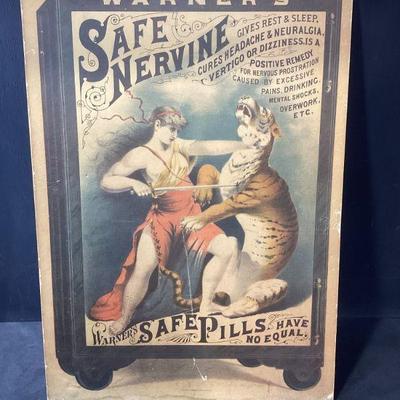 WARNER'S
SAFE
NERVINE
GIVES REST & SLEEP,
CURES HEADACHE & NEURALGIA,
VERTIGO OR DIZZINESS, IS A
POSITIVE REMEDY
FOR NERVOUS PROSTRATION
CAUSED BY EXCESSIVE
PAINS, DRINKING,
MENTAL SHOCKS,
OVERWORK,
ETC.
WARNER'S SAFE PILLS HAVE
NO EQUAL.